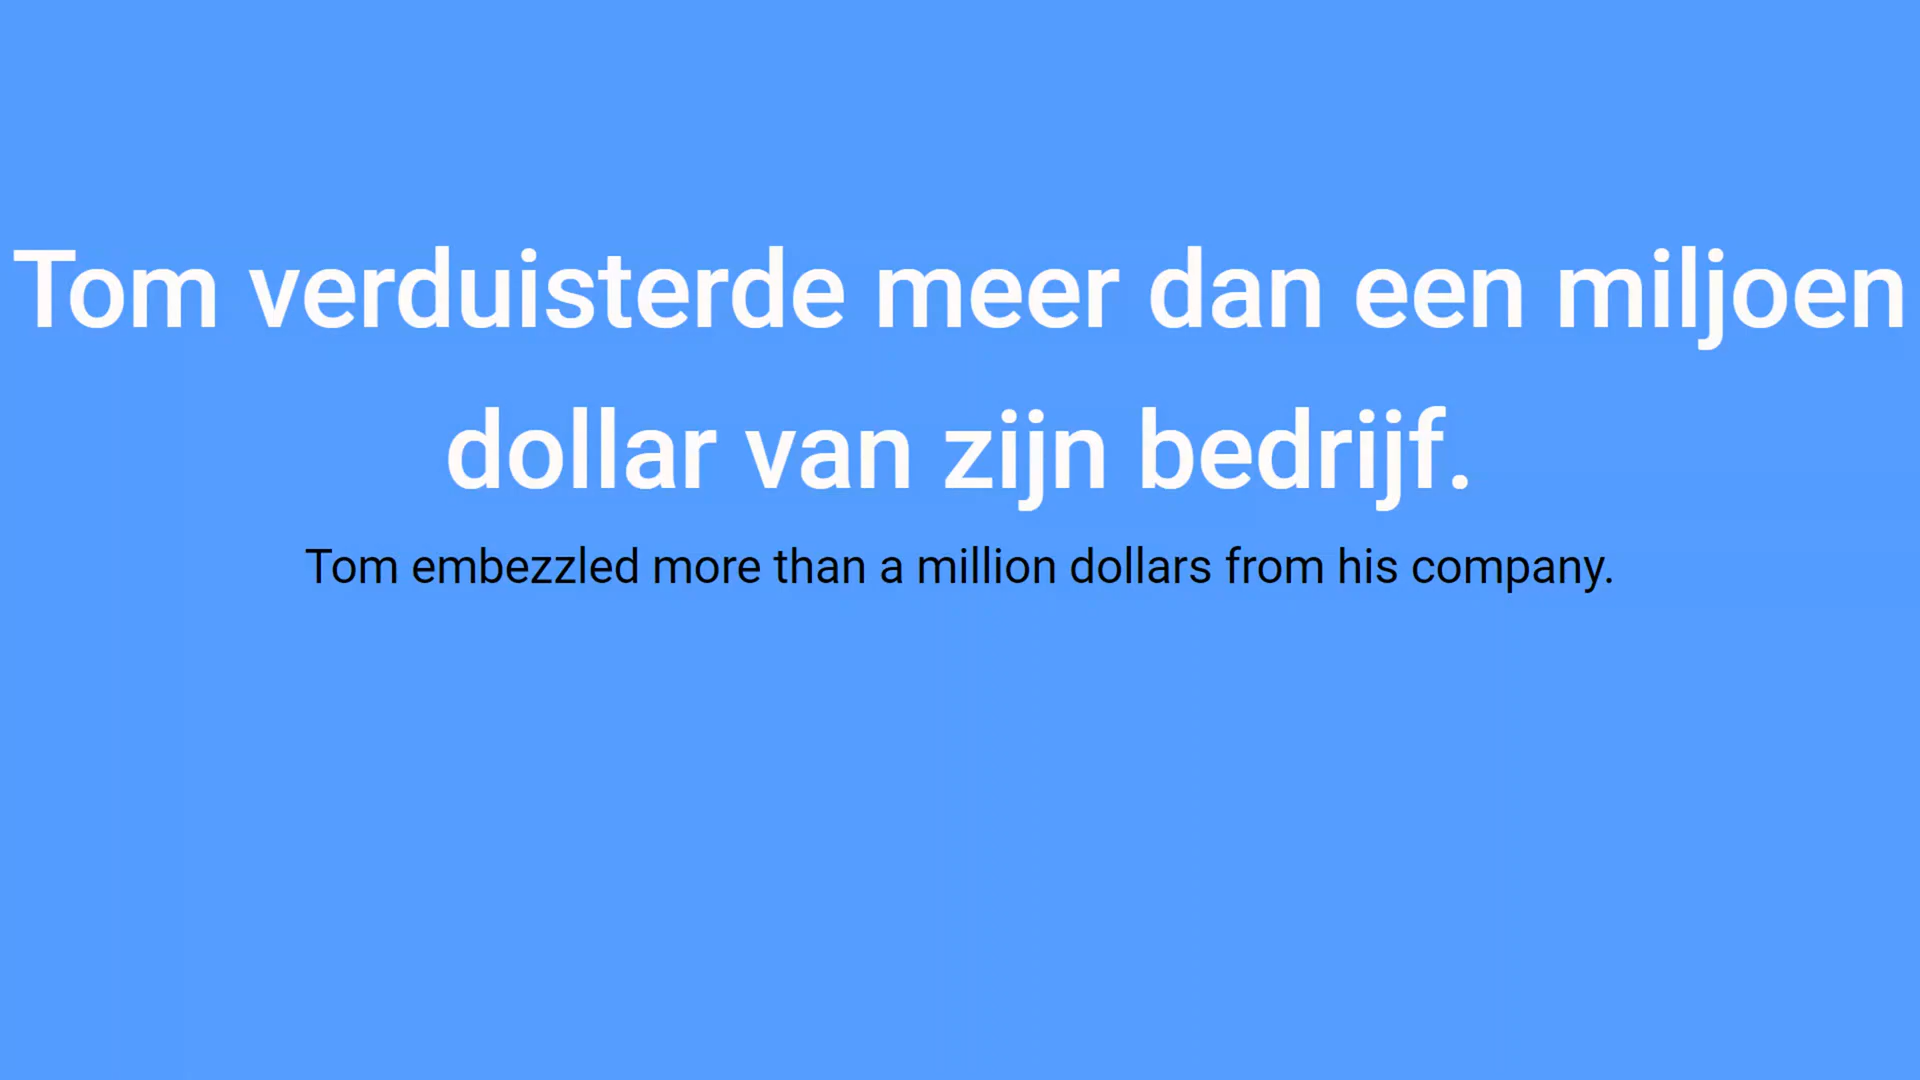 Tom verduisterde meer dan een miljoen
dollar van zijn bedrijf.
Tom embezzled more than a million dollars from his company.